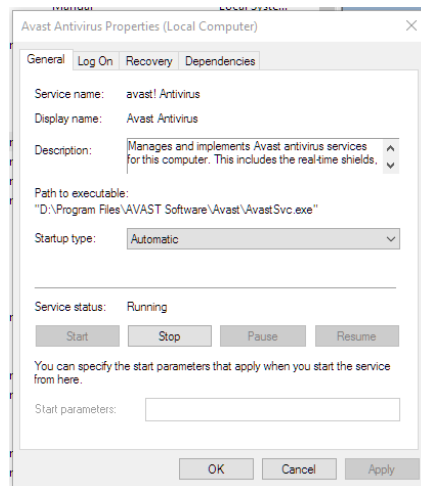 Manual Local Syste...
Avast Antivirus Properties (Local Computer)
General Log On Recovery Dependencies
Service name: avast! Antivirus
Display name: Avast Antivirus
Description: Manages and implements Avast antivirus services
for this computer. This includes the real-time shields,
Path to executable:
"D:\Program Files\AVAST Software\Avast\AvastSvc.exe"
Startup type: Automatic
Service status: Running
Start Stop Pause Resume
You can specify the start parameters that apply when you start the service
from here.
Start parameters:
OK Cancel Apply